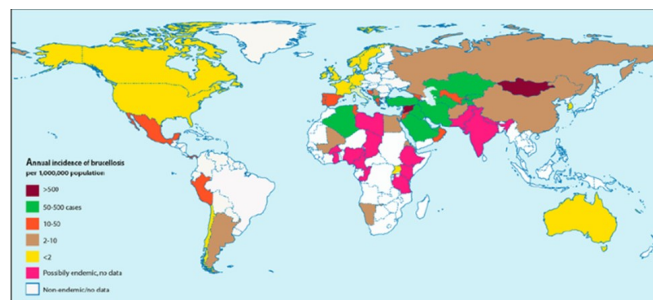 Annual incidence of brucellosis
per 1,000,000 population
>500
50-500 cases
10-50
2-10
<2
Possibily endemic, no data
Non-endemic/no data